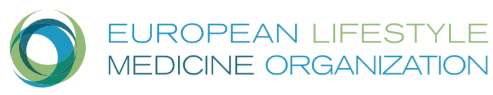 EUROPEAN LIFESTYLE
MEDICINE ORGANIZATION